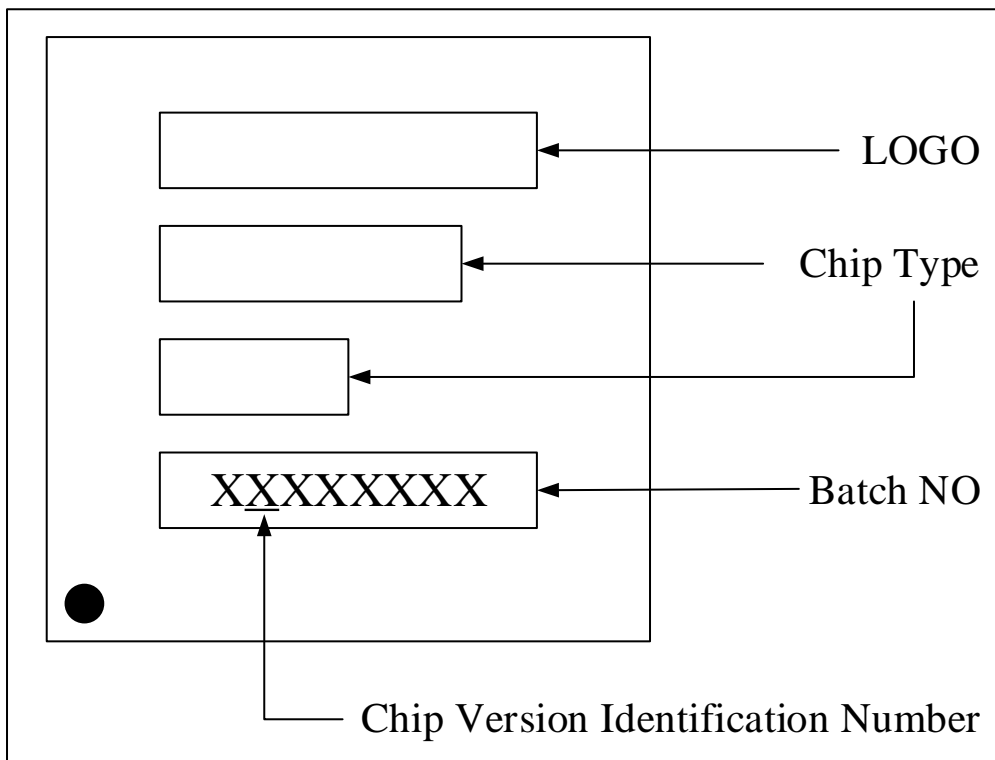 LOGO
Chip Type
XXXXXXXX
Batch NO
Chip Version Identification Number